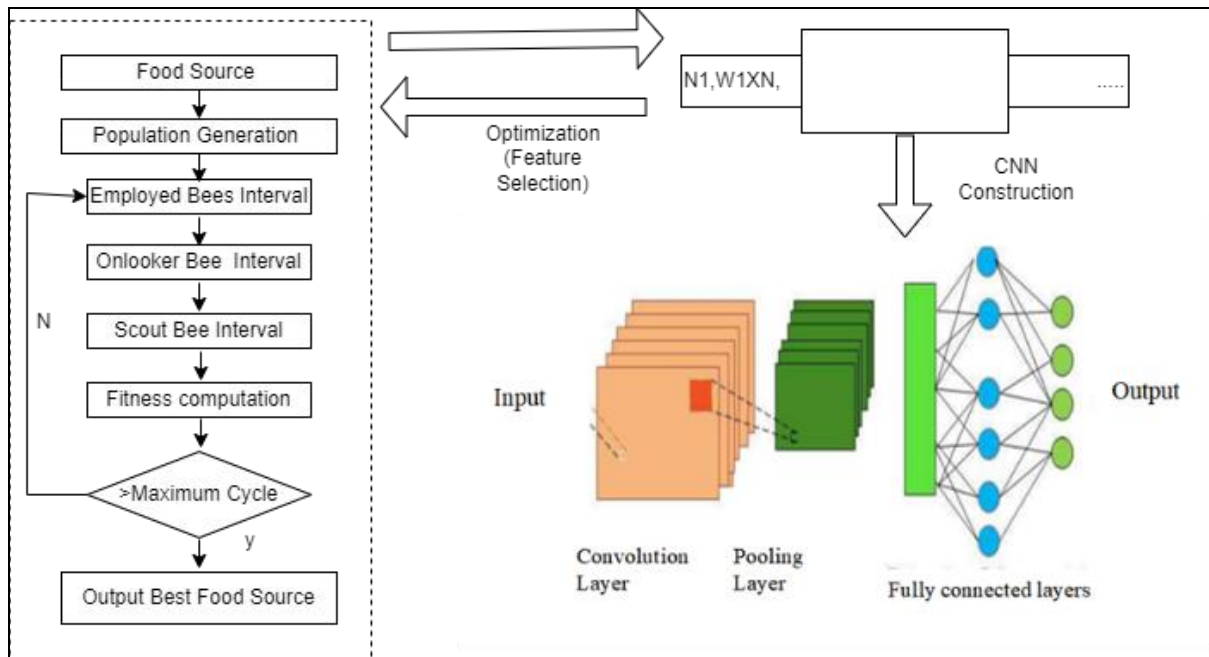 Food Source
Population Generation
Employed Bees Interval
Onlooker Bee Interval
Scout Bee Interval
Fitness computation
>Maximum Cycle
N
y
Output Best Food Source
Optimization
(Feature
Selection)
N1,W1XN,
.....
CNN
Construction
Input
Convolution
Layer
Pooling
Layer
Fully connected layers
Output